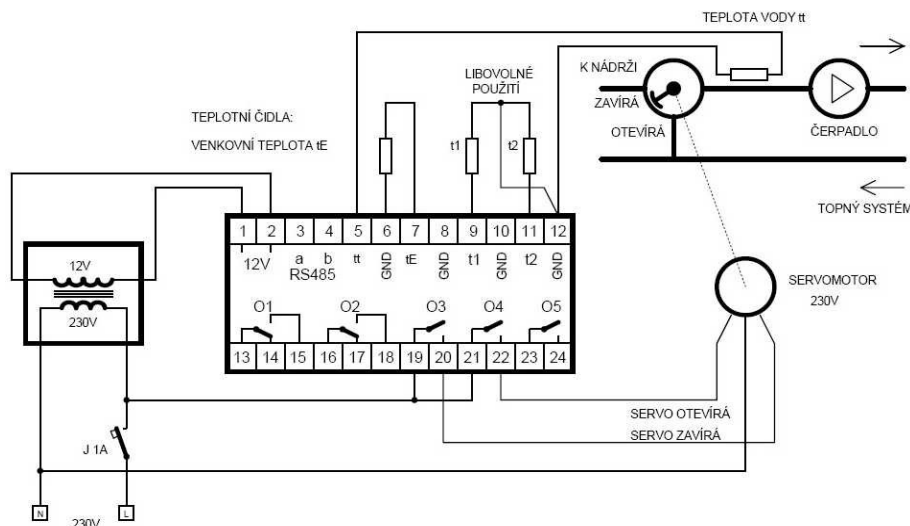 TEPLOTA VODY tt
K NÁDRŽI
LIBOVOLNÉ
POUŽITÍ
ZAVÍRÁ
TEPLOTNÍ ČIDLA:
OTEVÍRÁ
ČERPADLO
VENKOVNÍ TEPLOTA tE
t1
t2
TOPNÝ SYSTÉM
1 2 3 4 5 6 7 8 9 10 11 12
12V
a b tt GND tE GND t1 GND t2 GND
RS485
12V
230V
SERVOMOTOR
230V
O1 O2 O3 O4 O5
13 14 15 16 17 18 19 20 21 22 23 24
SERVO OTEVÍRÁ
SERVO ZAVÍRÁ
J 1A
N
L
230V